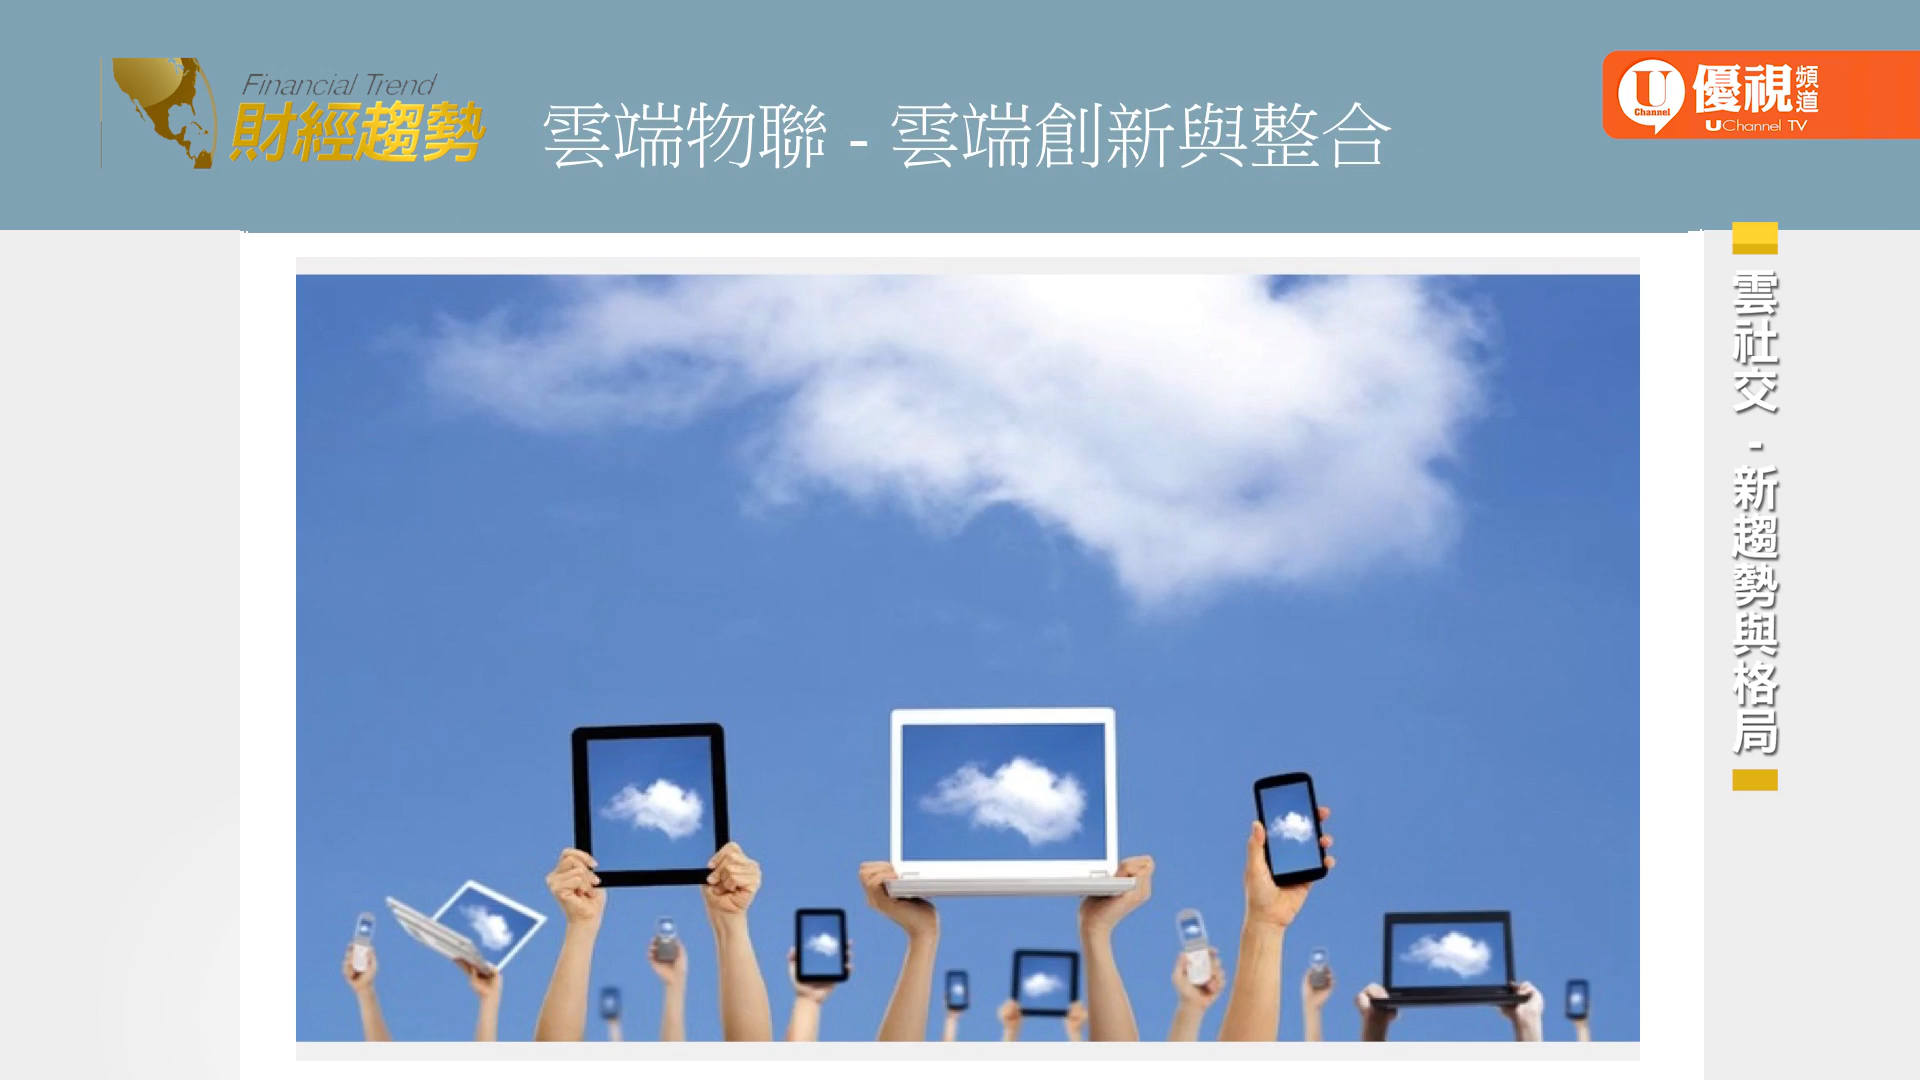 Financial Trend
財經趨勢
雲端物聯 - 雲端創新與整合
U
Channel
優視頻道
UChannel TV
雲社交 - 新趨勢與格局